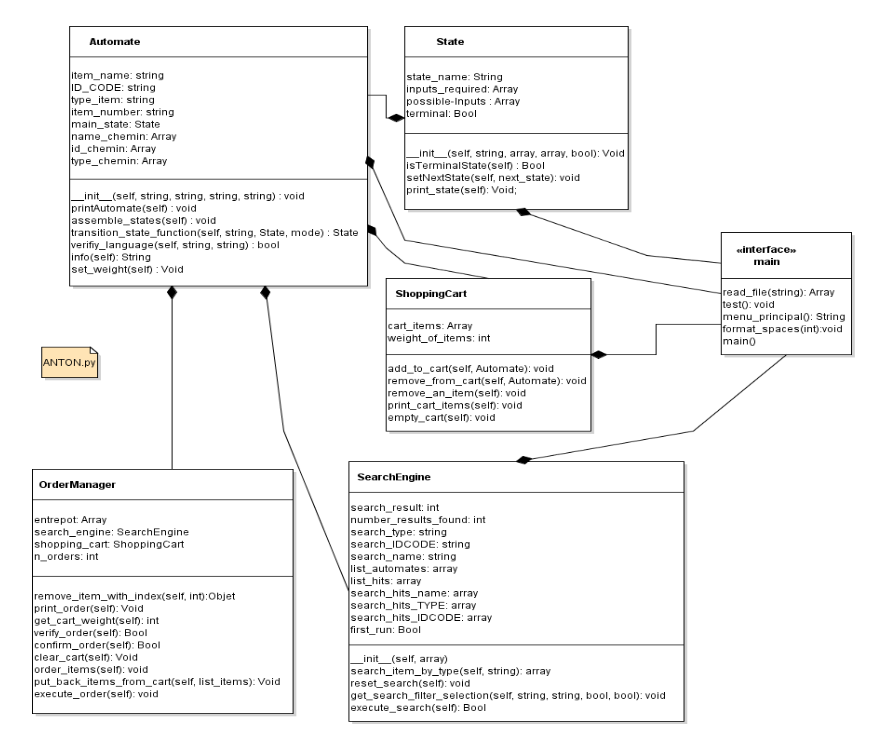 Automate
item_name: string
ID_CODE: string
type_item: string
item_number: string
main_state: State
name_chemin: Array
id_chemin: Array
type_chemin: Array
__init__(self, string, string, string, string) : void
printAutomate(self) : void
assemble_states(self) : void
transition_state_function(self, string, State, mode) : State
verifiy_language(self, string, string) : bool
info(self): String
set_weight(self) : Void
State
state_name: String
inputs_required: Array
possible-Inputs : Array
terminal: Bool
__init__(self, string, array, array, bool): Void
isTerminalState(self) : Bool
setNextState(self, next_state): void
print_state(self): Void;
«interface»
main
read_file(string): Array
test(): void
menu_principal(): String
format_spaces(int):void
main()
ShoppingCart
cart_items: Array
weight_of_items: int
add_to_cart(self, Automate): void
remove_from_cart(self, Automate): void
remove_an_item(self): void
print_cart_items(self): void
empty_cart(self): void
ANTON.py
OrderManager
entrepot: Array
search_engine: SearchEngine
shopping_cart: ShoppingCart
n_orders: int
remove_item_with_index(self, int):Objet
print_order(self): Void
get_cart_weight(self): int
verify_order(self): Bool
confirm_order(self): Bool
clear_cart(self): Void
order_items(self): void
put_back_items_from_cart(self, list_items): Void
execute_order(self): void
SearchEngine
search_result: int
number_results_found: int
search_type: string
search_IDCODE: string
search_name: string
list_automates: array
list_hits: array
search_hits_name: array
search_hits_TYPE: array
search_hits_IDCODE: array
first_run: Bool
__init__(self, array)
search_item_by_type(self, string): array
reset_search(self): void
get_search_filter_selection(self, string, string, bool, bool): void
execute_search(self): Bool